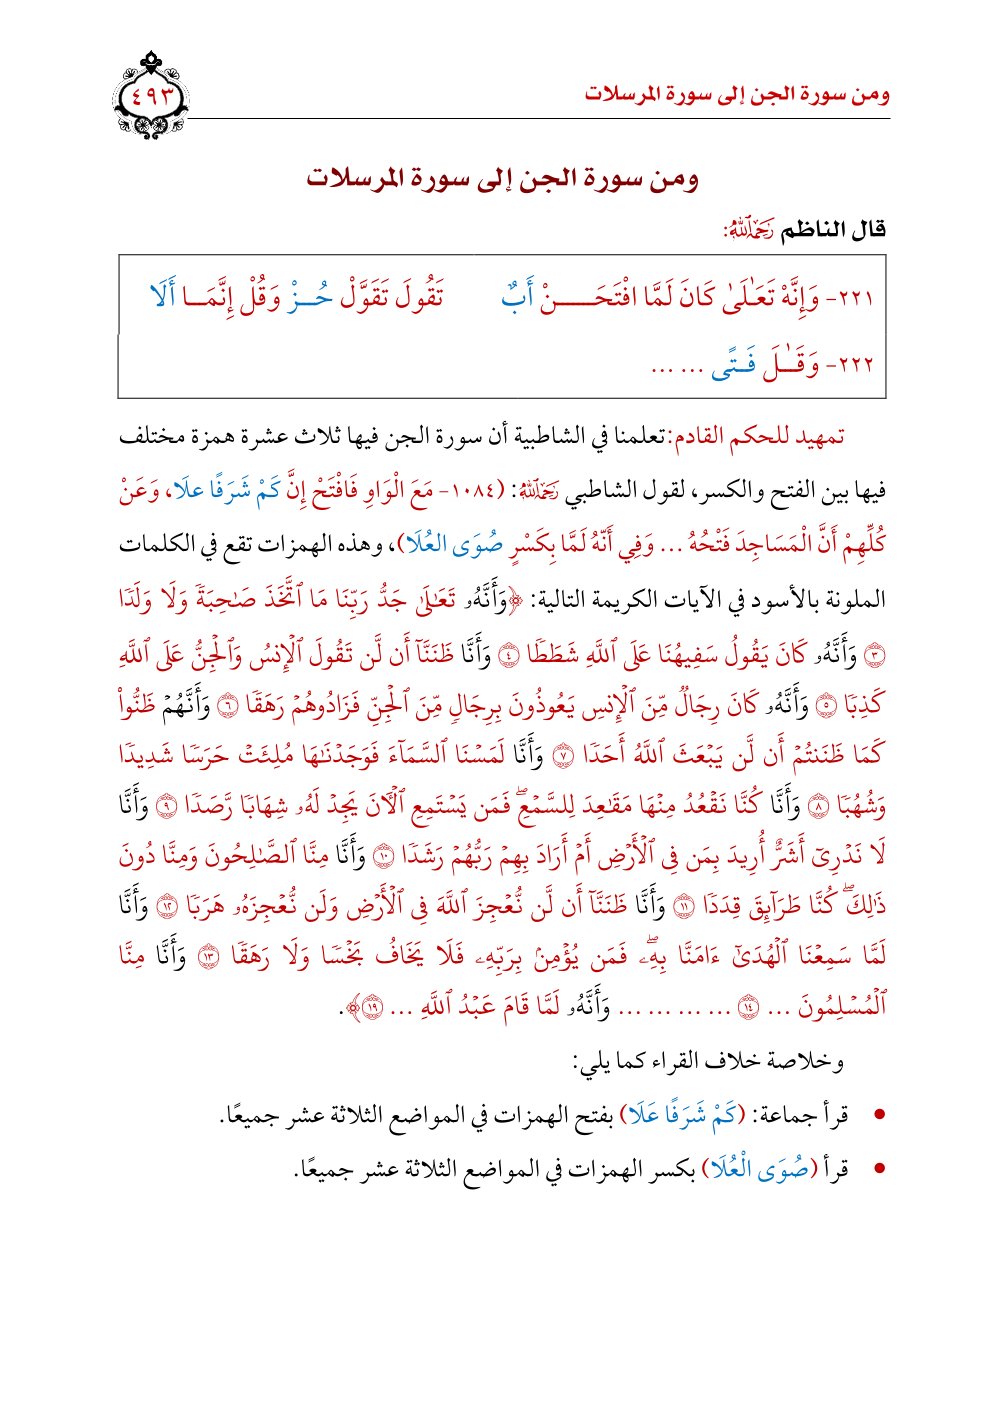 ومن سورة الجن إلى سورة المرسلات
٤٩٣
ومن سورة الجن إلى سورة المرسلات
قال الناظم رَحِمَهُ ٱللَّهُ:
٢٢١- وَإِنَّهْ تَعَـٰلَىٰ كَانَ لَمَّا افْتَحَـــــنْ أَبٌ تَقُولَ تَقَوَّلْ حُـــزْ وَقُلْ إِنَّمَـــا أَلَا
٢٢٢- وَقَـٰـلَ فَـتًى ... ...
تمهيد للحكم القادم: تعلمنا في الشاطبية أن سورة الجن فيها ثلاث عشرة همزة مختلف
فيها بين الفتح والكسر، لقول الشاطبي رَحِمَهُ ٱللَّهُ: (١٠٨٤- مَعَ الْوَاوِ فَافْتَحْ إِنَّ كَمْ شَرَفًا علَا، وَعَنْ
كُلِّهِمْ أَنَّ الْمَسَاجِدَ فَتْحُهُ ... وَفِي أَنَّهُ لَمَّا بِكَسْرٍ صُوَى العُلَا)، وهذه الهمزات تقع في الكلمات
الملونة بالأسود في الآيات الكريمة التالية: ﴿وَأَنَّهُۥ تَعَٰلَىٰ جَدُّ رَبِّنَا مَا ٱتَّخَذَ صَٰحِبَةٗ وَلَا وَلَدٗا
٣ وَأَنَّهُۥ كَانَ يَقُولُ سَفِيهُنَا عَلَى ٱللَّهِ شَطَطٗا ٤ وَأَنَّا ظَنَنَّآ أَن لَّن تَقُولَ ٱلۡإِنسُ وَٱلۡجِنُّ عَلَى ٱللَّهِ
كَذِبٗا ٥ وَأَنَّهُۥ كَانَ رِجَالٞ مِّنَ ٱلۡإِنسِ يَعُوذُونَ بِرِجَالٖ مِّنَ ٱلۡجِنِّ فَزَادُوهُمۡ رَهَقٗا ٦ وَأَنَّهُمۡ ظَنُّواْ
كَمَا ظَنَنتُمۡ أَن لَّن يَبۡعَثَ ٱللَّهُ أَحَدٗا ٧ وَأَنَّا لَمَسۡنَا ٱلسَّمَآءَ فَوَجَدۡنَٰهَا مُلِئَتۡ حَرَسٗا شَدِيدٗا
وَشُهُبٗا ٨ وَأَنَّا كُنَّا نَقۡعُدُ مِنۡهَا مَقَٰعِدَ لِلسَّمۡعِۖ فَمَن يَسۡتَمِعِ ٱلۡأٓنَ يَجِدۡ لَهُۥ شِهَابٗا رَّصَدٗا ٩ وَأَنَّا
لَا نَدۡرِيٓ أَشَرٌّ أُرِيدَ بِمَن فِي ٱلۡأَرۡضِ أَمۡ أَرَادَ بِهِمۡ رَبُّهُمۡ رَشَدٗا ١٠ وَأَنَّا مِنَّا ٱلصَّٰلِحُونَ وَمِنَّا دُونَ
ذَٰلِكَۖ كُنَّا طَرَآئِقَ قِدَدٗا ١١ وَأَنَّا ظَنَنَّآ أَن لَّن نُّعۡجِزَ ٱللَّهَ فِي ٱلۡأَرۡضِ وَلَن نُّعۡجِزَهُۥ هَرَبٗا ١٢ وَأَنَّا
لَمَّا سَمِعۡنَا ٱلۡهُدَىٰٓ ءَامَنَّا بِهِۦۖ فَمَن يُؤۡمِنۢ بِرَبِّهِۦ فَلَا يَخَافُ بَخۡسٗا وَلَا رَهَقٗا ١٣ وَأَنَّا مِنَّا
ٱلۡمُسۡلِمُونَ ... ١٤ ... ... ... ... وَأَنَّهُۥ لَمَّا قَامَ عَبۡدُ ٱللَّهِ ... ١٩﴾.
وخلاصة خلاف القراء كما يلي:
• قرأ جماعة: (كَمْ شَرَفًا عَلَا) بفتح الهمزات في المواضع الثلاثة عشر جميعًا.
• قرأ (صُوَى الْعُلَا) بكسر الهمزات في المواضع الثلاثة عشر جميعًا.